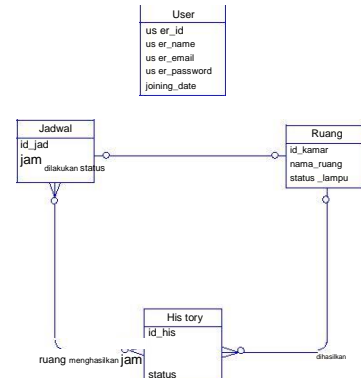 User
us er_id
us er_name
us er_email
us er_password
joining_date
Jadwal
id_jad
jam
dilakukan status
Ruang
id_kamar
nama_ruang
status _lampu
His tory
id_his
ruang menghasilkan jam
status
dihasilkan